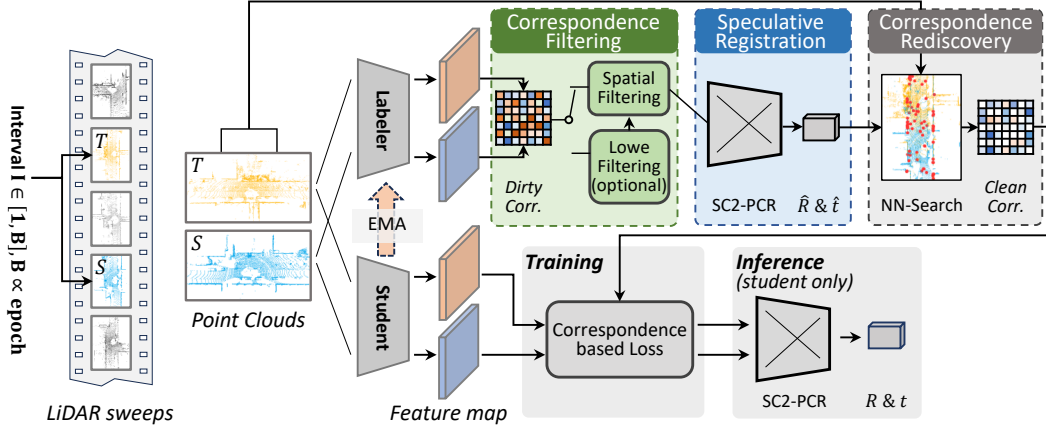 Interval I ∈ [1, B], B ∝ epoch
T
S
LiDAR sweeps
T
S
Point Clouds
Labeler
EMA
Student
Feature map
Correspondence
Filtering
Dirty
Corr.
Spatial
Filtering
Lowe
Filtering
(optional)
Speculative
Registration
SC2-PCR
R̂ & t̂
Correspondence
Rediscovery
NN-Search
Clean
Corr.
Training
Correspondence
based Loss
Inference
(student only)
SC2-PCR
R & t